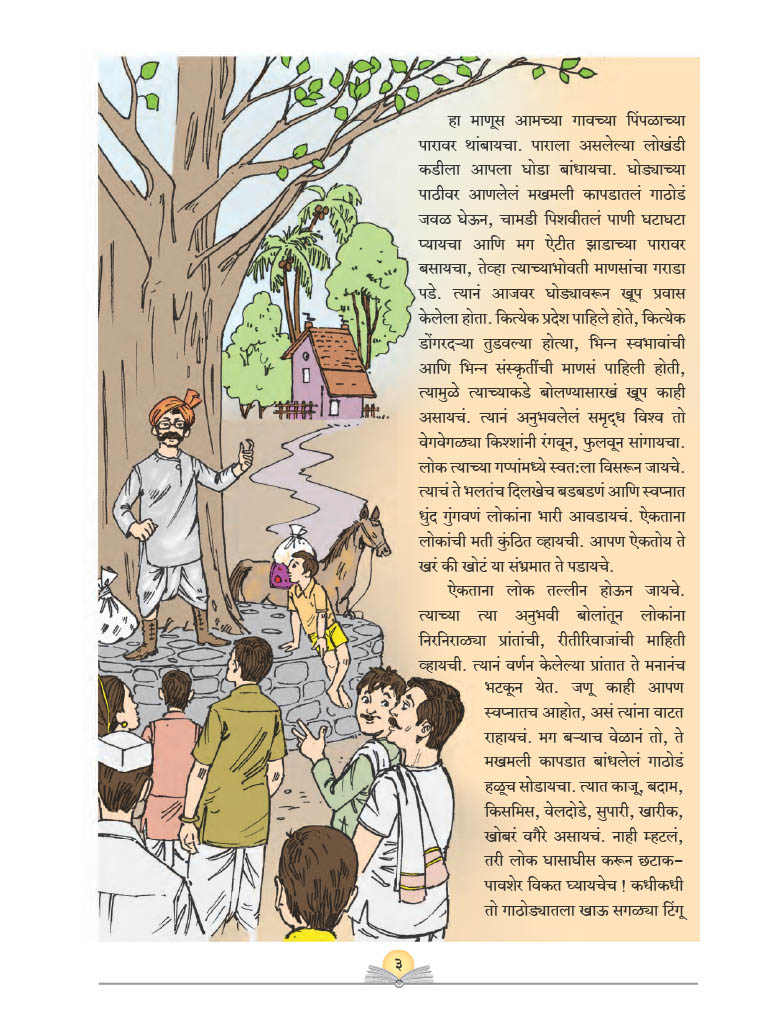 हा माणूस आमच्या गावच्या पिंपळाच्या
पारावर थांबायचा. पाराला असलेल्या लोखंडी
कडीला आपला घोडा बांधायचा. घोड्याच्या
पाठीवर आणलेलं मखमली कापडातलं गाठोडं
जवळ घेऊन, चामडी पिशवीतलं पाणी घटाघटा
प्यायचा आणि मग ऐटीत झाडाच्या पारावर
बसायचा, तेव्हा त्याच्याभोवती माणसांचा गराडा
पडे. त्यानं आजवर घोड्यावरून खूप प्रवास
केलेला होता. कित्येक प्रदेश पाहिले होते, कित्येक
डोंगरदऱ्या तुडवल्या होत्या, भिन्न स्वभावांची
आणि भिन्न संस्कृतींची माणसं पाहिली होती,
त्यामुळे त्याच्याकडे बोलण्यासारखं खूप काही
असायचं. त्यानं अनुभवलेलं समृद्ध विश्व तो
वेगवेगळ्या किश्शांनी रंगवून, फुलवून सांगायचा.
लोक त्याच्या गप्पांमध्ये स्वत:ला विसरून जायचे.
त्याचं ते भलतंच दिलखेच बडबडणं आणि स्वप्नात
धुंद गुंगवणं लोकांना भारी आवडायचं. ऐकताना
लोकांची मती कुंठित व्हायची. आपण ऐकतोय ते
खरं की खोटं या संभ्रमात ते पडायचे.
ऐकताना लोक तल्लीन होऊन जायचे.
त्याच्या त्या अनुभवी बोलांतून लोकांना
निरनिराळ्या प्रांतांची, रीतीरिवाजांची माहिती
व्हायची. त्यानं वर्णन केलेल्या प्रांतात ते मनानंच
भटकून येत. जणू काही आपण
स्वप्नातच आहोत, असं त्यांना वाटत
राहायचं. मग बऱ्याच वेळानं तो, ते
मखमली कापडात बांधलेलं गाठोडं
हळूच सोडायचा. त्यात काजू, बदाम,
किसमिस, वेलदोडे, सुपारी, खारीक,
खोबरं वगैरे असायचं. नाही म्हटलं,
तरी लोक घासाघीस करून छटाक-
पावशेर विकत घ्यायचेच ! कधीकधी
तो गाठोड्यातला खाऊ सगळ्या टिंगू
३